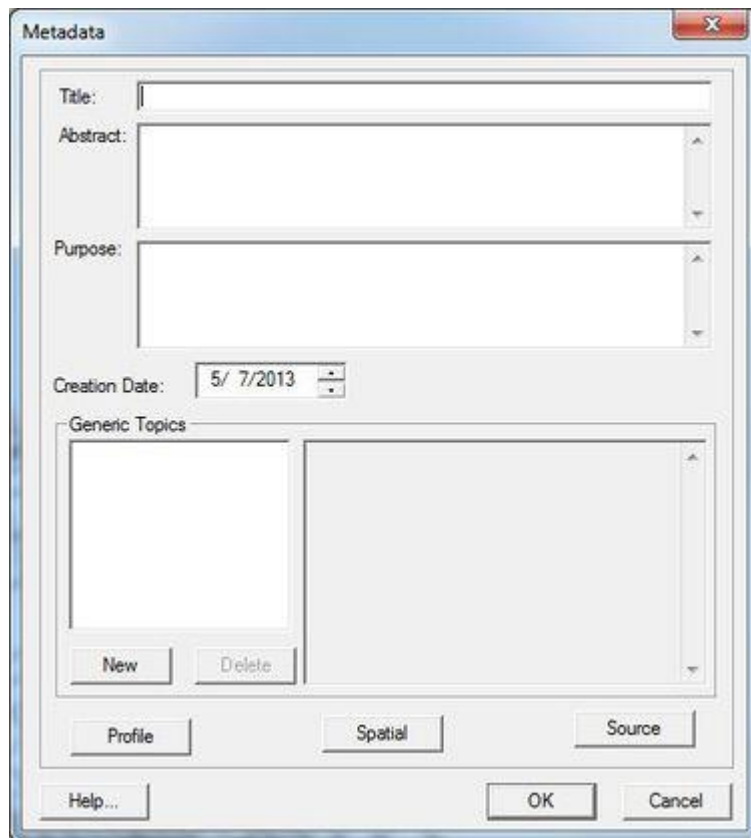 Metadata
Title:
Abstract:
Purpose:
Creation Date: 5/ 7/2013
Generic Topics
New Delete
Profile Spatial Source
Help... OK Cancel